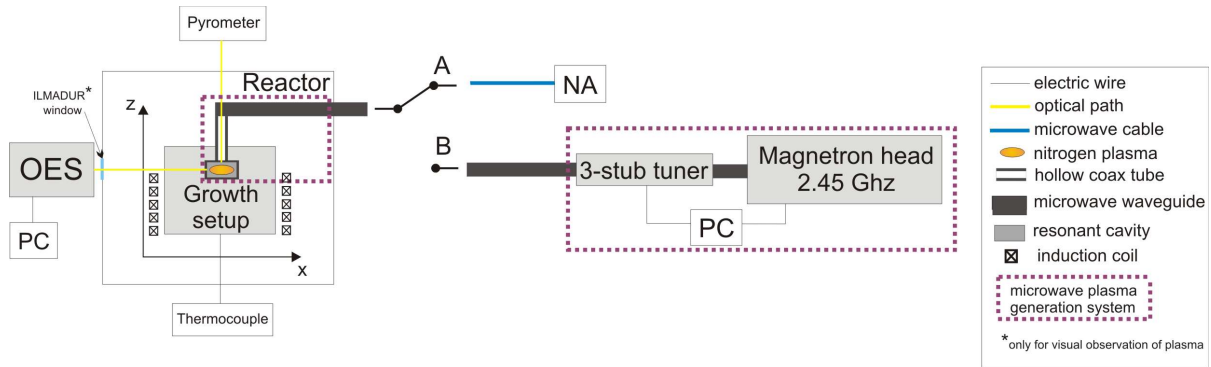 Pyrometer
Reactor
ILMADUR*
window
z
OES
PC
Growth
setup
x
Thermocouple
A
NA
B
3-stub tuner
Magnetron head
2.45 Ghz
PC
electric wire
optical path
microwave cable
nitrogen plasma
hollow coax tube
microwave waveguide
resonant cavity
induction coil
microwave plasma
generation system
*only for visual observation of plasma